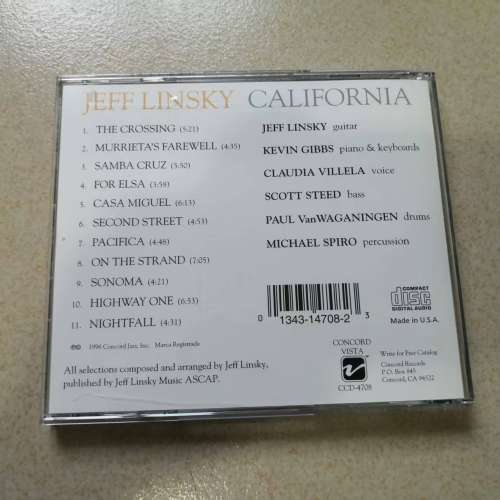 JEFF LINSKY CALIFORNIA
1. THE CROSSING (5:21)
2. MURRIETA'S FAREWELL (4:35)
3. SAMBA CRUZ (5:50)
4. FOR ELSA (3:58)
5. CASA MIGUEL (6:13)
6. SECOND STREET (4:53)
7. PACIFICA (4:48)
8. ON THE STRAND (7:05)
9. SONOMA (4:21)
10. HIGHWAY ONE (6:53)
11. NIGHTFALL (4:31)
JEFF LINSKY guitar
KEVIN GIBBS piano & keyboards
CLAUDIA VILLELA voice
SCOTT STEED bass
PAUL VanWAGANINGEN drums
MICHAEL SPIRO percussion
0 1343-14708-2 3
COMPACT
disc
DIGITAL AUDIO
Made in U.S.A.
℗© 1996 Concord Jazz, Inc. Marca Registrada
All selections composed and arranged by Jeff Linsky,
published by Jeff Linsky Music ASCAP.
CONCORD
VISTA
CCD-4708
Write for Free Catalog
Concord Records
P.O. Box 845
Concord, CA 94522